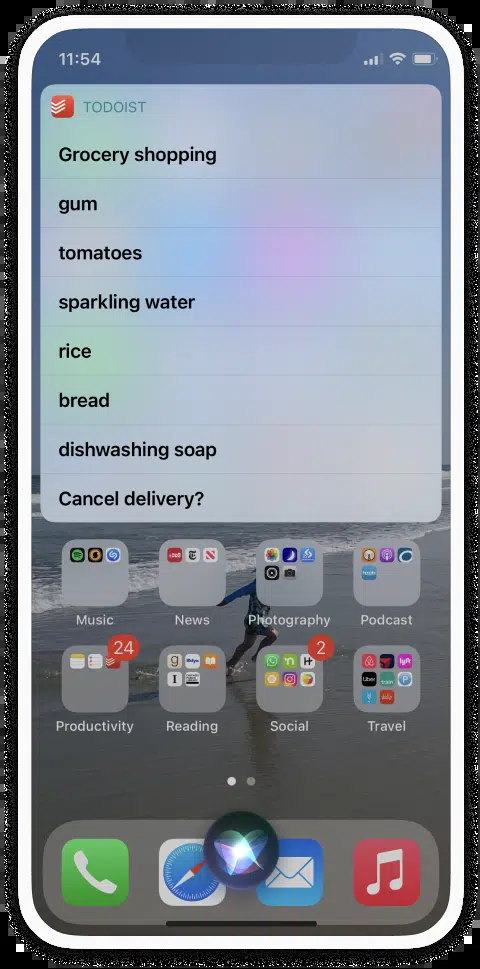 11:54
TODOIST
Grocery shopping
gum
tomatoes
sparkling water
rice
bread
dishwashing soap
Cancel delivery?
Music
News
Photography
Podcast
24
2
Productivity
Reading
Social
Travel